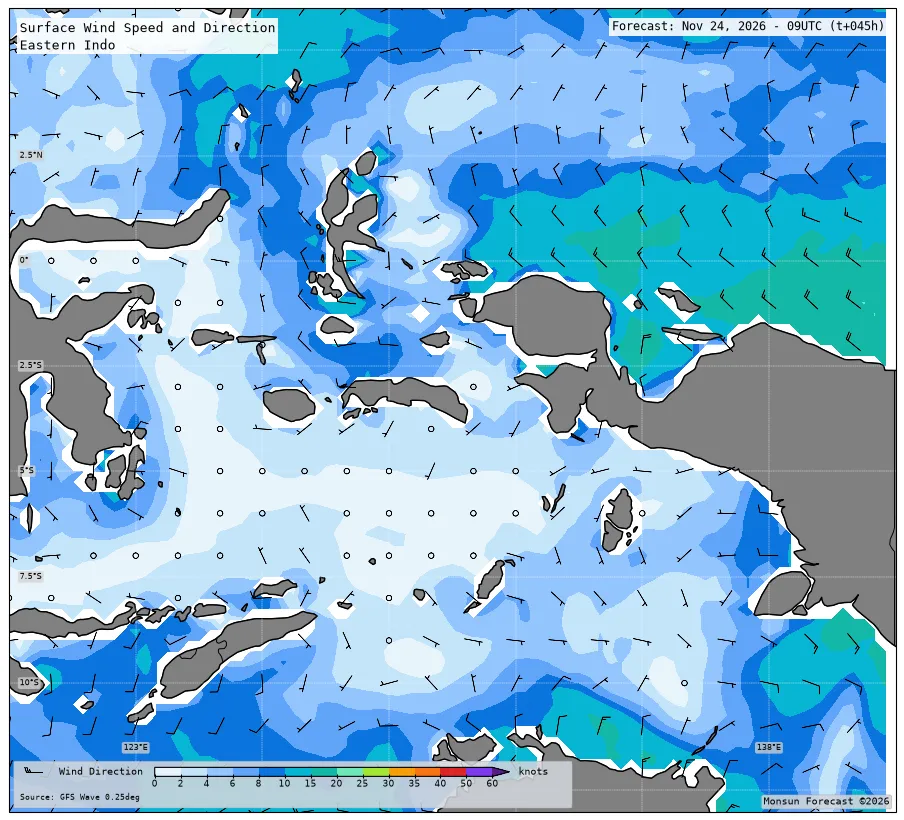 Surface Wind Speed and Direction
Eastern Indo
Forecast: Nov 24, 2026 - 09UTC (t+045h)
2.5°N
0°
2.5°S
5°S
7.5°S
10°S
123°E
138°E
Wind Direction
0 2 4 6 8 10 15 20 25 30 35 40 50 60
knots
Source: GFS Wave 0.25deg
Monsun Forecast ©2026